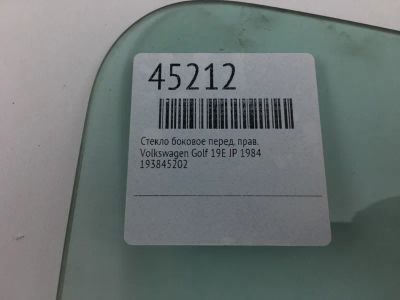 45212
Стекло боковое перед. прав.
Volkswagen Golf 19E JP 1984
193845202